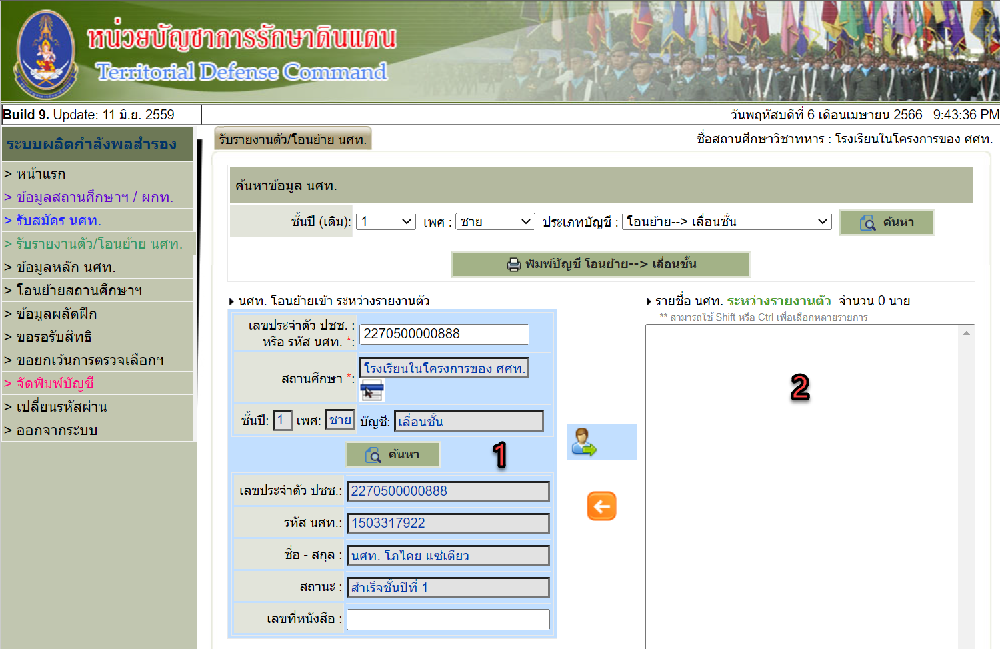 หน่วยบัญชาการรักษาดินแดน
Territorial Defense Command
Build 9. Update: 11 มิ.ย. 2559
วันพฤหัสบดีที่ 6 เดือนเมษายน 2566 9:43:36 PM
ระบบผลิตกำลังพลสำรอง
> หน้าแรก
> ข้อมูลสถานศึกษาฯ / ผกท.
> รับสมัคร นศท.
> รับรายงานตัว/โอนย้าย นศท.
> ข้อมูลหลัก นศท.
> โอนย้ายสถานศึกษาฯ
> ข้อมูลผลัดฝึก
> ขอรอรับสิทธิ
> ขอยกเว้นการตรวจเลือกฯ
> จัดพิมพ์บัญชี
> เปลี่ยนรหัสผ่าน
> ออกจากระบบ
รับรายงานตัว/โอนย้าย นศท.
ชื่อสถานศึกษาวิชาทหาร : โรงเรียนในโครงการของ ศศท.
ค้นหาข้อมูล นศท.
ชั้นปี (เดิม): 1 เพศ : ชาย ประเภทบัญชี : โอนย้าย--> เลื่อนชั้น ค้นหา
พิมพ์บัญชี โอนย้าย--> เลื่อนชั้น
นศท. โอนย้ายเข้า ระหว่างรายงานตัว
เลขประจำตัว ปชช. :
หรือ รหัส นศท. *: 2270500000888
สถานศึกษา *: โรงเรียนในโครงการของ ศศท.
ชั้นปี: 1 เพศ: ชาย บัญชี: เลื่อนชั้น
ค้นหา
1
เลขประจำตัว ปชช.: 2270500000888
รหัส นศท.: 1503317922
ชื่อ - สกุล : นศท. โภไคย แซ่เตียว
สถานะ : สำเร็จชั้นปีที่ 1
เลขที่หนังสือ :
รายชื่อ นศท. ระหว่างรายงานตัว จำนวน 0 นาย
** สามารถใช้ Shift หรือ Ctrl เพื่อเลือกหลายรายการ
2